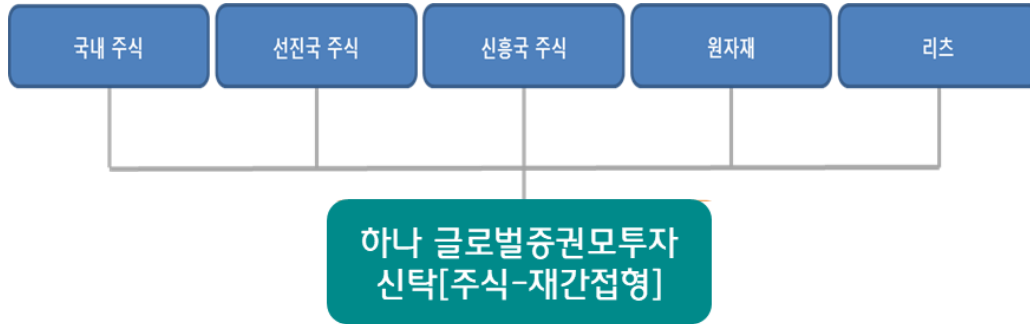 국내 주식
선진국 주식
신흥국 주식
원자재
리츠
하나 글로벌증권모투자
신탁[주식-재간접형]